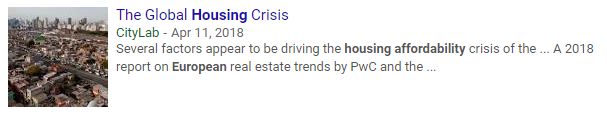 The Global Housing Crisis
CityLab - Apr 11, 2018
Several factors appear to be driving the housing affordability crisis of the ... A 2018
report on European real estate trends by PwC and the ...